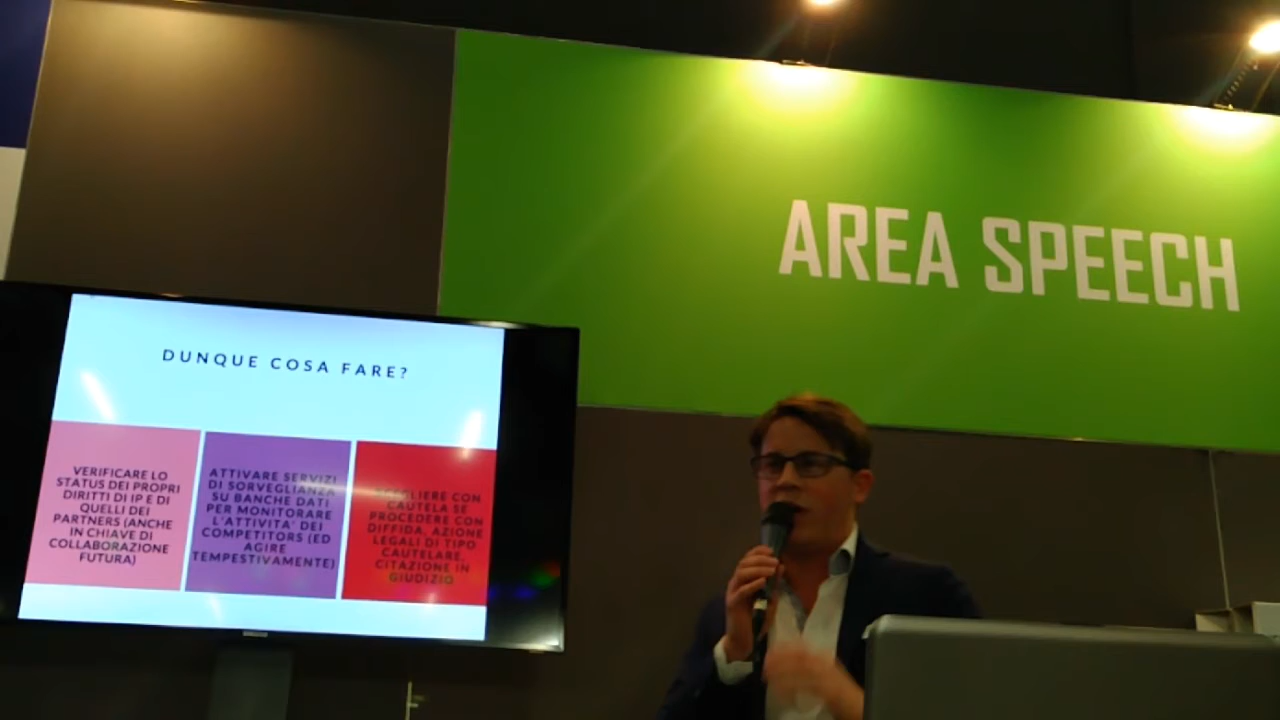 AREA SPEECH
DUNQUE COSA FARE?
VERIFICARE LO
STATUS DEI PROPRI
DIRITTI DI IP E DI
QUELLI DEI
PARTNERS (ANCHE
IN CHIAVE DI
COLLABORAZIONE
FUTURA)
ATTIVARE SERVIZI
DI SORVEGLIANZA
SU BANCHE DATI
PER MONITORARE
L'ATTIVITA' DEI
COMPETITORS (ED
AGIRE
TEMPESTIVAMENTE)
CON
CAUTELA SE
PROCEDERE CON
DIFFIDA, AZIONE
LEGALI DI TIPO
CAUTELARE,
CITAZIONE IN
GIUDIZIO